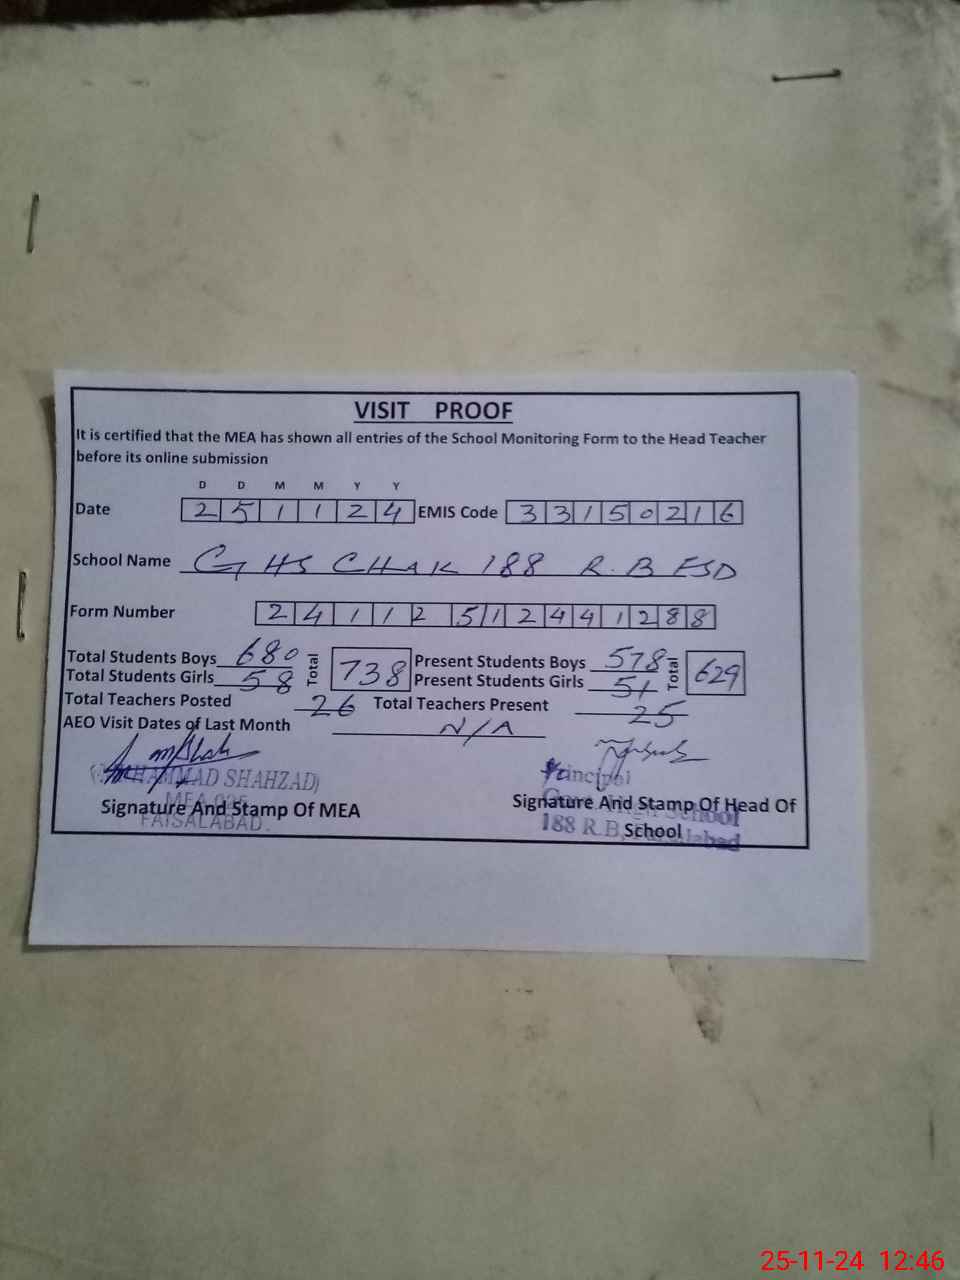 VISIT PROOF
It is certified that the MEA has shown all entries of the School Monitoring Form to the Head Teacher
before its online submission
D D M M Y Y
Date 2 5 1 1 2 4 EMIS Code 3 3 1 5 0 2 1 6
School Name GHS CHAK 188 R.B FSD
Form Number 2 4 1 1 2 5 1 2 4 4 1 2 8 8
Total Students Boys 680 Total 738 Present Students Boys 578 Total 629
Total Students Girls 58 Present Students Girls 51
Total Teachers Posted 26 Total Teachers Present 25
AEO Visit Dates of Last Month N/A
(MUHAMMAD SHAHZAD) Principal
Signature And Stamp Of MEA Signature And Stamp Of Head Of
FAISALABAD. High School
School
188 R.B, Faisalabad
25-11-24 12:46